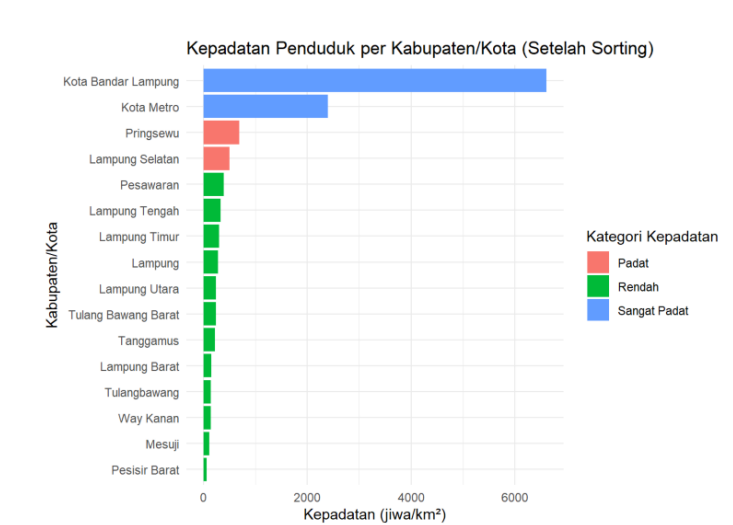 Kepadatan Penduduk per Kabupaten/Kota (Setelah Sorting)
Kabupaten/Kota
Kota Bandar Lampung
Kota Metro
Pringsewu
Lampung Selatan
Pesawaran
Lampung Tengah
Lampung Timur
Lampung
Lampung Utara
Tulang Bawang Barat
Tanggamus
Lampung Barat
Tulangbawang
Way Kanan
Mesuji
Pesisir Barat
0 2000 4000 6000
Kepadatan (jiwa/km²)
Kategori Kepadatan
Padat
Rendah
Sangat Padat